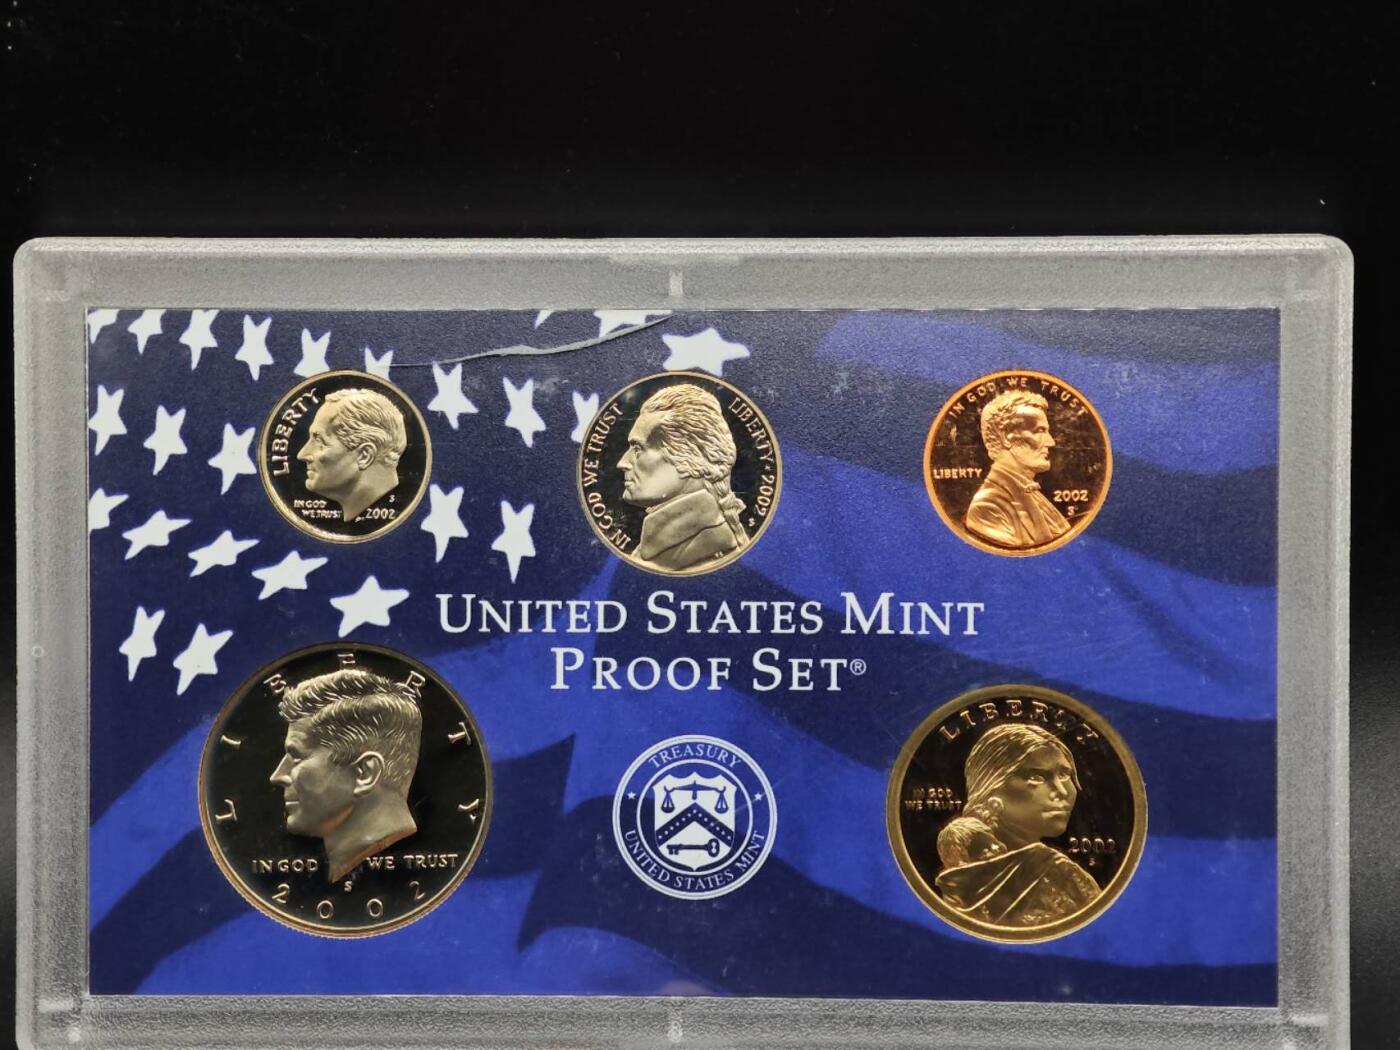 LIBERTY
IN GOD
WE TRUST
S
2002
IN GOD WE TRUST
LIBERTY 2002
S
IN GOD WE TRUST
LIBERTY
2002
S
UNITED STATES MINT
PROOF SET®
LIBERTY
IN GOD WE TRUST
S
2002
TREASURY
UNITED STATES MINT
LIBERTY
IN GOD
WE TRUST
2002
S